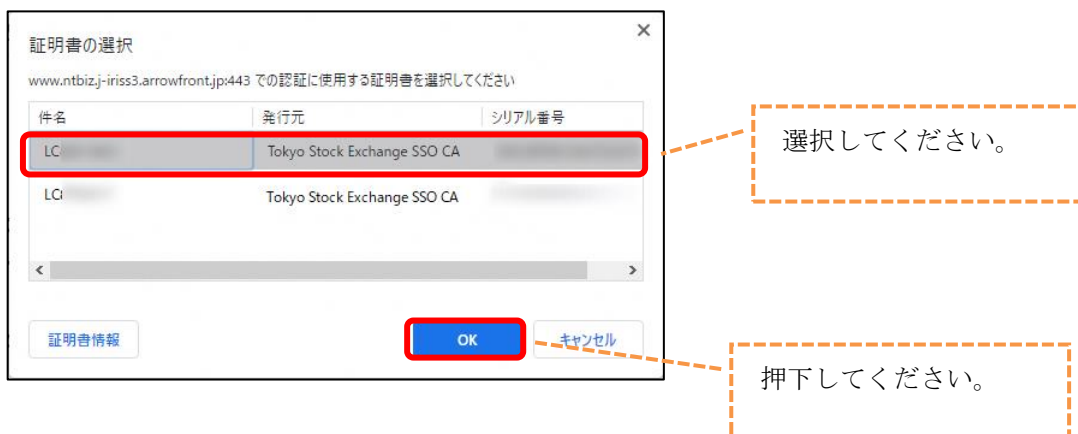 証明書の選択
www.ntbiz.j-iriss3.arrowfront.jp:443 での認証に使用する証明書を選択してください
件名 発行元 シリアル番号
LC Tokyo Stock Exchange SSO CA
選択してください。
LC Tokyo Stock Exchange SSO CA
証明書情報 OK キャンセル
押下してください。